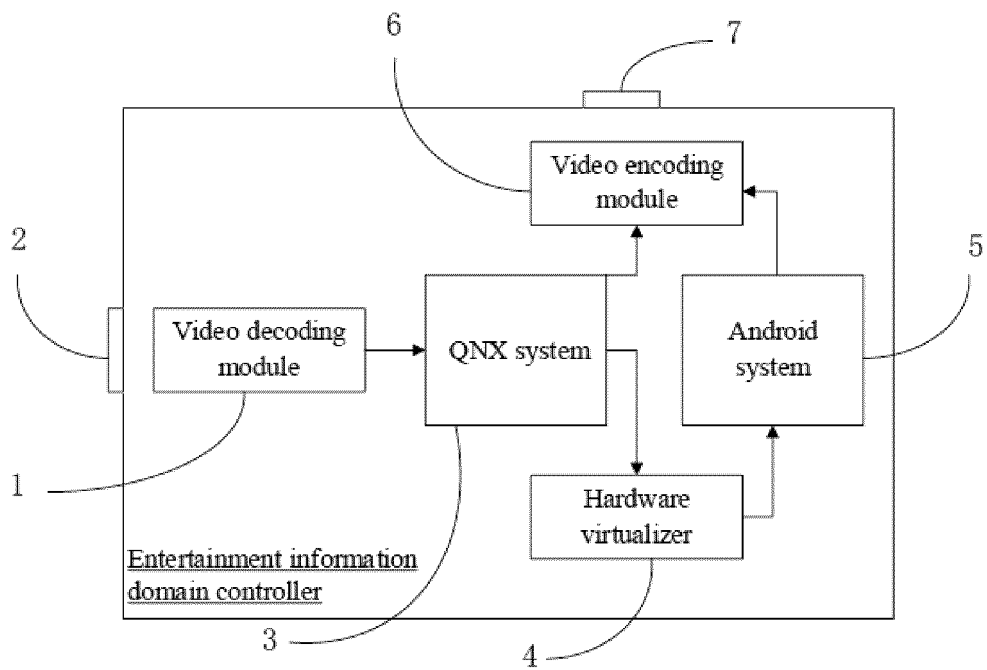 6
7
Video encoding
module
2
5
Video decoding
module
QNX system
Android
system
1
Hardware
virtualizer
Entertainment information
domain controller
3
4